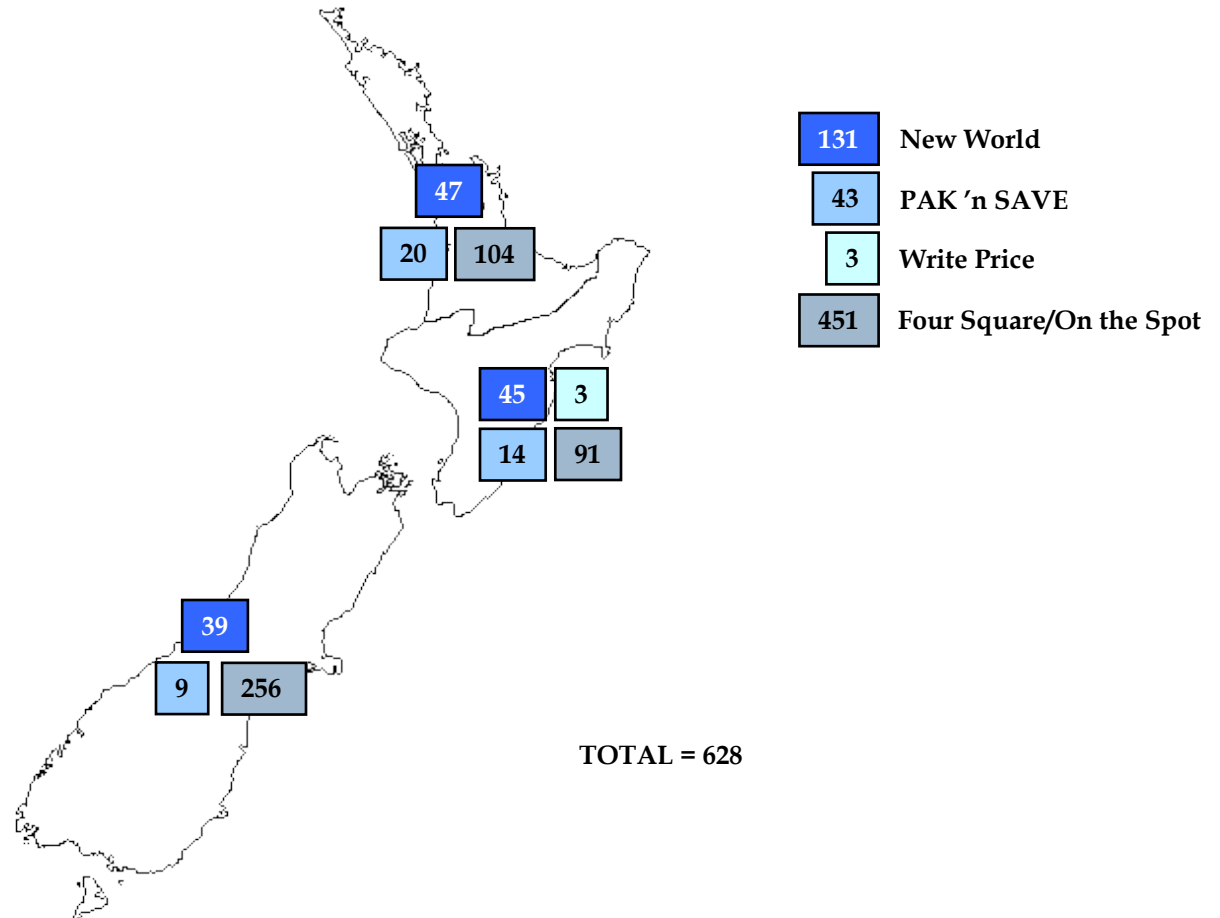 131 New World
47
43 PAK ’n SAVE
20 104
3 Write Price
451 Four Square/On the Spot
45 3
14 91
39
9 256
TOTAL = 628